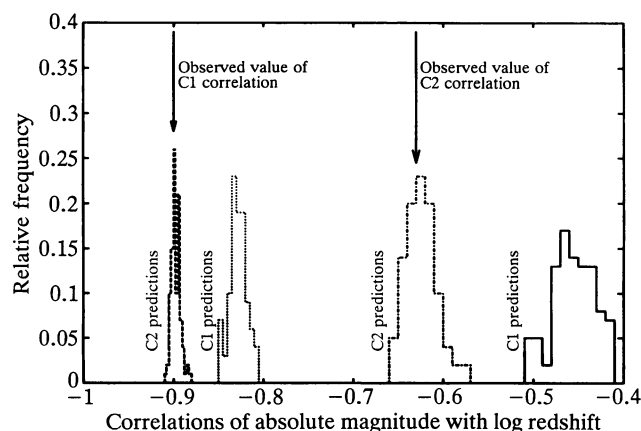 0.4
0.35
0.3
0.25
0.2
0.15
0.1
0.05
0
Relative frequency
Observed value of
C1 correlation
Observed value of
C2 correlation
C2 predictions
C1 predictions
C2 predictions
C1 predictions
−1
−0.9
−0.8
−0.7
−0.6
−0.5
−0.4
Correlations of absolute magnitude with log redshift